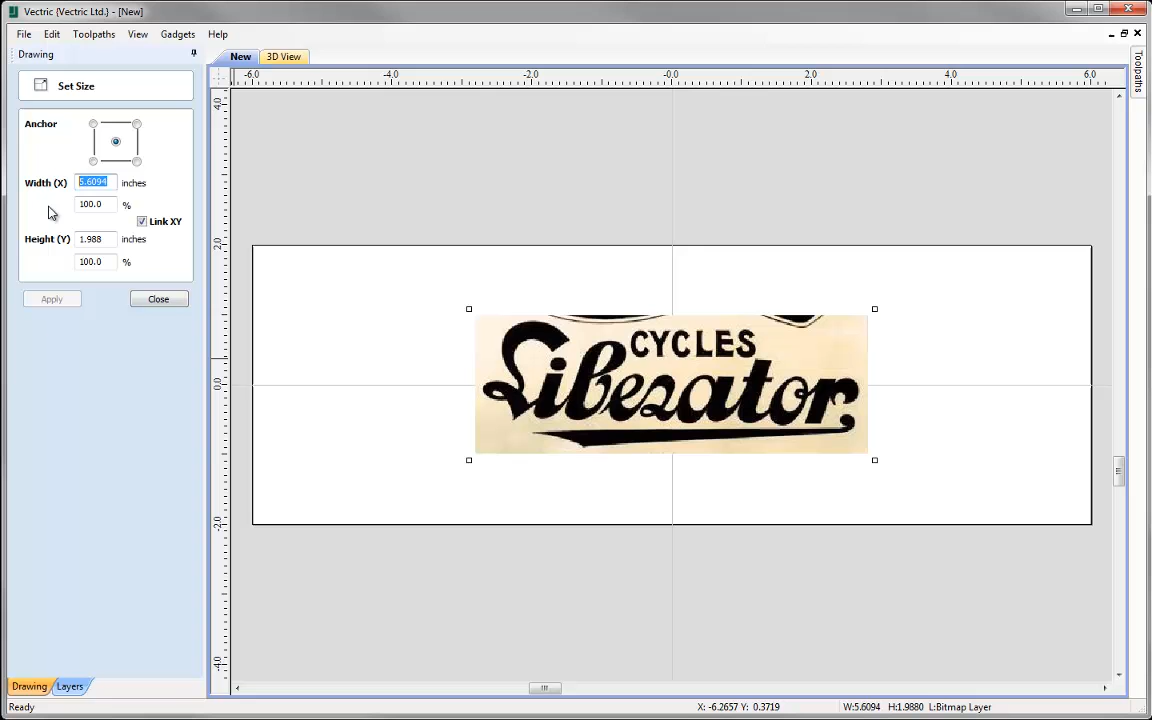 Vectric {Vectric Ltd.} - [New]
File Edit Toolpaths View Gadgets Help
Drawing
New 3D View
Toolpaths
Set Size
-6.0 -4.0 -2.0 -0.0 2.0 4.0 6.0
4.0
2.0
0.0
-2.0
-4.0
Anchor
Width (X) 5.6094 inches
100.0 %
Link XY
Height (Y) 1.988 inches
100.0 %
Apply Close
CYCLES
Liberator.
Drawing Layers
Ready X: -6.2657 Y: 0.3719 W:5.6094 H:1.9880 L:Bitmap Layer